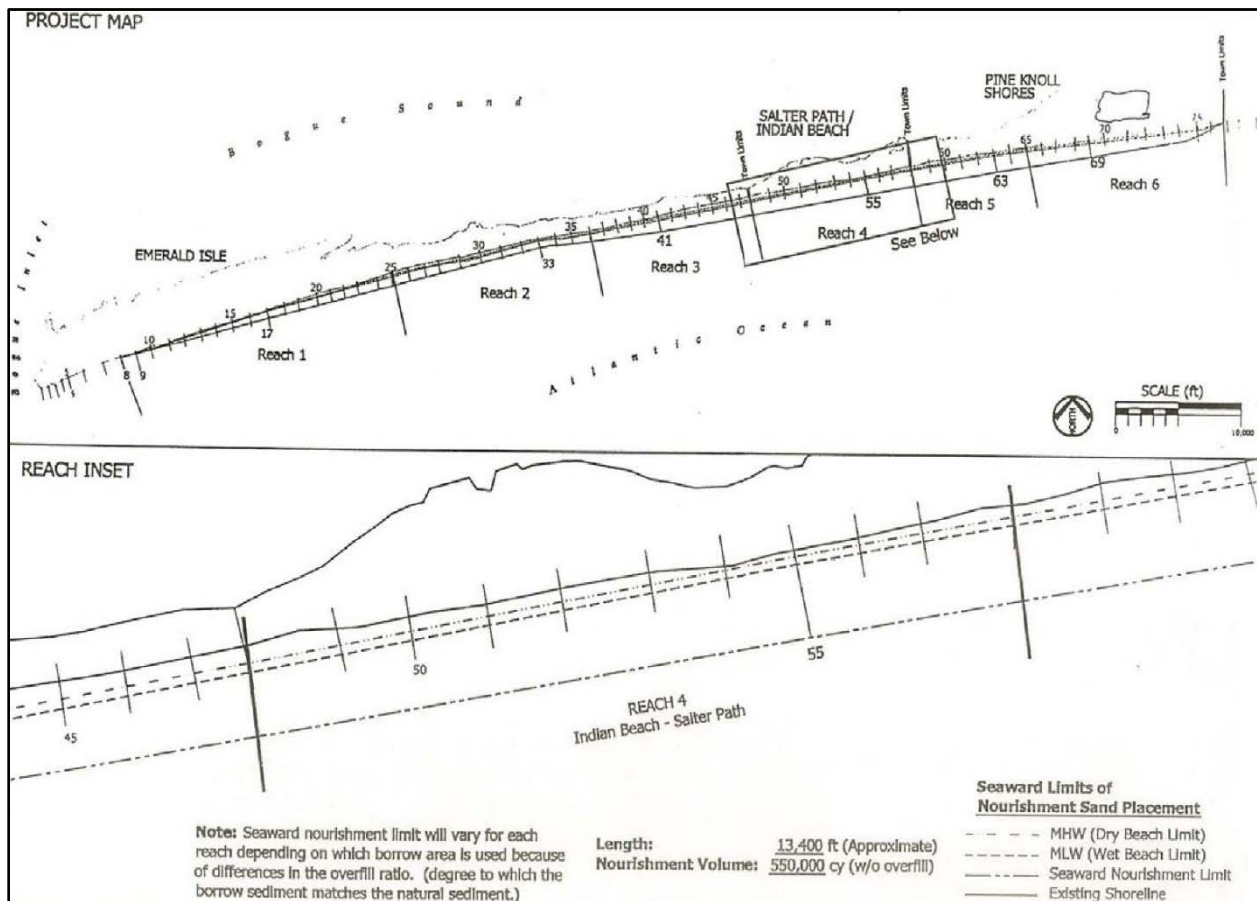 PROJECT MAP
Bogue Sound
PINE KNOLL
SHORES
Town Limits
SALTER PATH /
INDIAN BEACH
Town Limits
Town Limits
EMERALD ISLE
Bogue Inlet
8
9
10
15
17
20
25
30
33
35
40
41
45
50
55
60
63
65
69
70
74
Reach 1
Reach 2
Reach 3
Reach 4
See Below
Reach 5
Reach 6
Atlantic Ocean
NORTH
SCALE (ft)
0
10,000
REACH INSET
45
50
55
REACH 4
Indian Beach - Salter Path
Note: Seaward nourishment limit will vary for each
reach depending on which borrow area is used because
of differences in the overfill ratio. (degree to which the
borrow sediment matches the natural sediment.)
Length: 13,400 ft (Approximate)
Nourishment Volume: 550,000 cy (w/o overfill)
Seaward Limits of
Nourishment Sand Placement
MHW (Dry Beach Limit)
MLW (Wet Beach Limit)
Seaward Nourishment Limit
Existing Shoreline